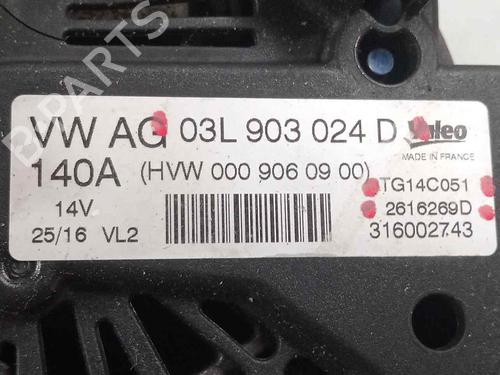 B-PARTS
VW AG 03L 903 024 D Valeo
MADE IN FRANCE
140A (HVW 000 906 09 00)
TG14C051
14V
2616269D
25/16 VL2
316002743